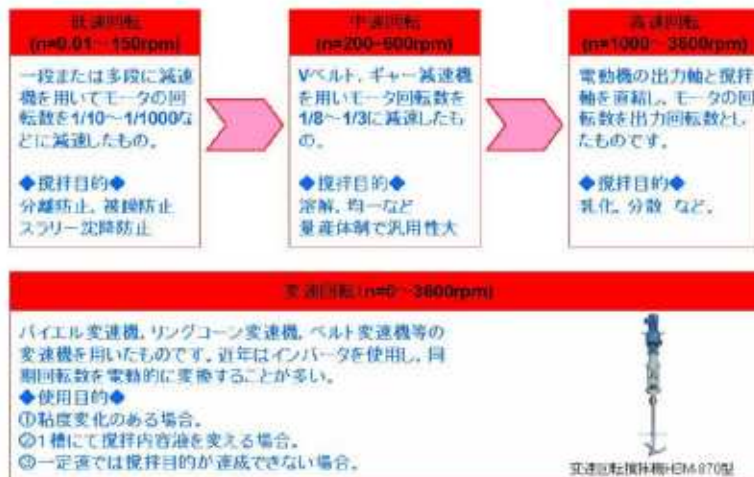 低速回転
(n=0.01～150rpm)
一段または多段に減速
機を用いてモータの回
転数を1/10～1/1000な
どに減速したもの。
◆撹拌目的◆
分離防止、被膜防止
スラリー沈降防止
中速回転
(n=200~600rpm)
Vベルト、ギャー減速機
を用いモータ回転数を
1/8～1/3に減速したも
の。
◆撹拌目的◆
溶解、均一など
量産体制で汎用性大
高速回転
(n=1000～3600rpm)
電動機の出力軸と撹拌
軸を直結し、モータの回
転数を出力回転数とし
たものです。
◆撹拌目的◆
乳化、分散 など。
変速回転(n=0～3600rpm)
バイエル変速機、リングコーン変速機、ベルト変速機等の
変速機を用いたものです。近年はインバータを使用し、同
期回転数を電動的に変換することが多い。
◆使用目的◆
①粘度変化のある場合。
②1槽にて撹拌内容液を変える場合。
③一定速では撹拌目的が達成できない場合。
変速回転撹拌機HSM-870型